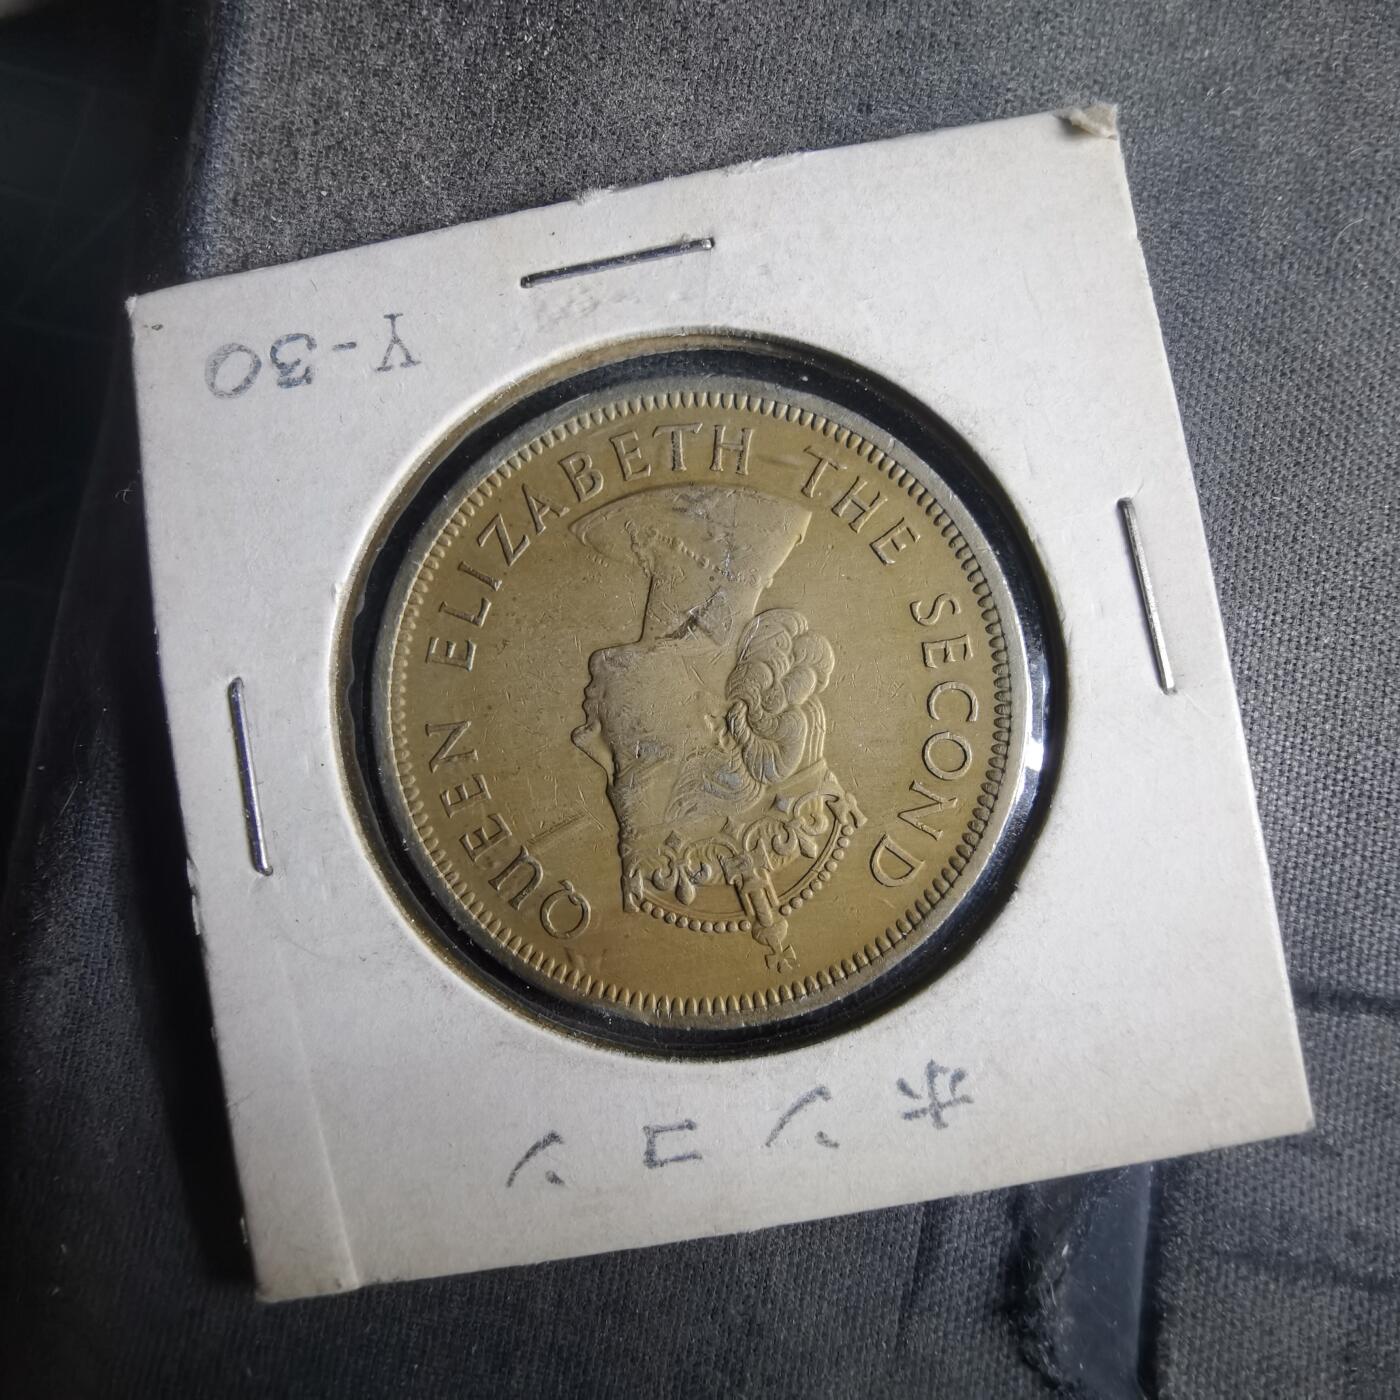 ホンコン
QUEEN ELIZABETH THE SECOND
Y-30